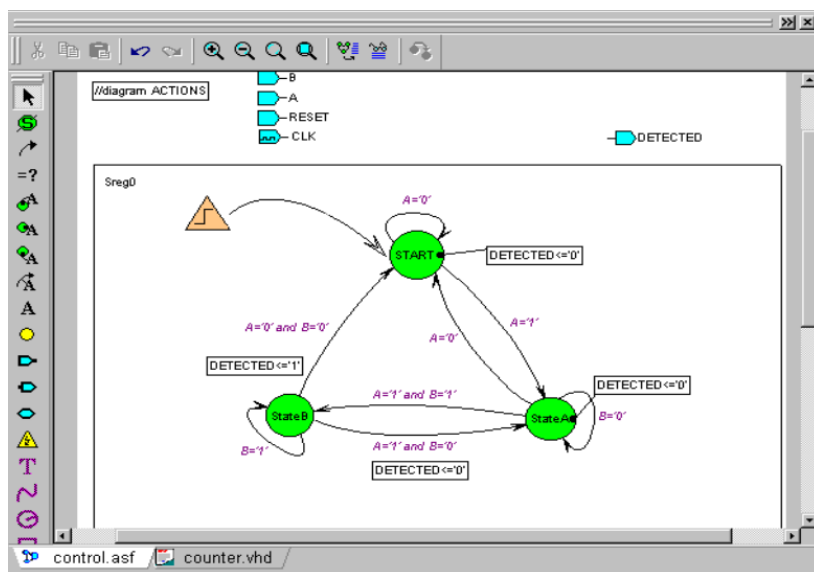 B
//diagram ACTIONS
A
RESET
CLK
DETECTED
Sreg0
A='0'
START
DETECTED<='0'
A='1'
A='0' and B='0'
A='0'
DETECTED<='1'
DETECTED<='0'
A='1' and B='1'
StateB
StateA
B='0'
B='1'
A='1' and B='0'
DETECTED<='0'
=?
A
A
A
A
A
T
control.asf
counter.vhd